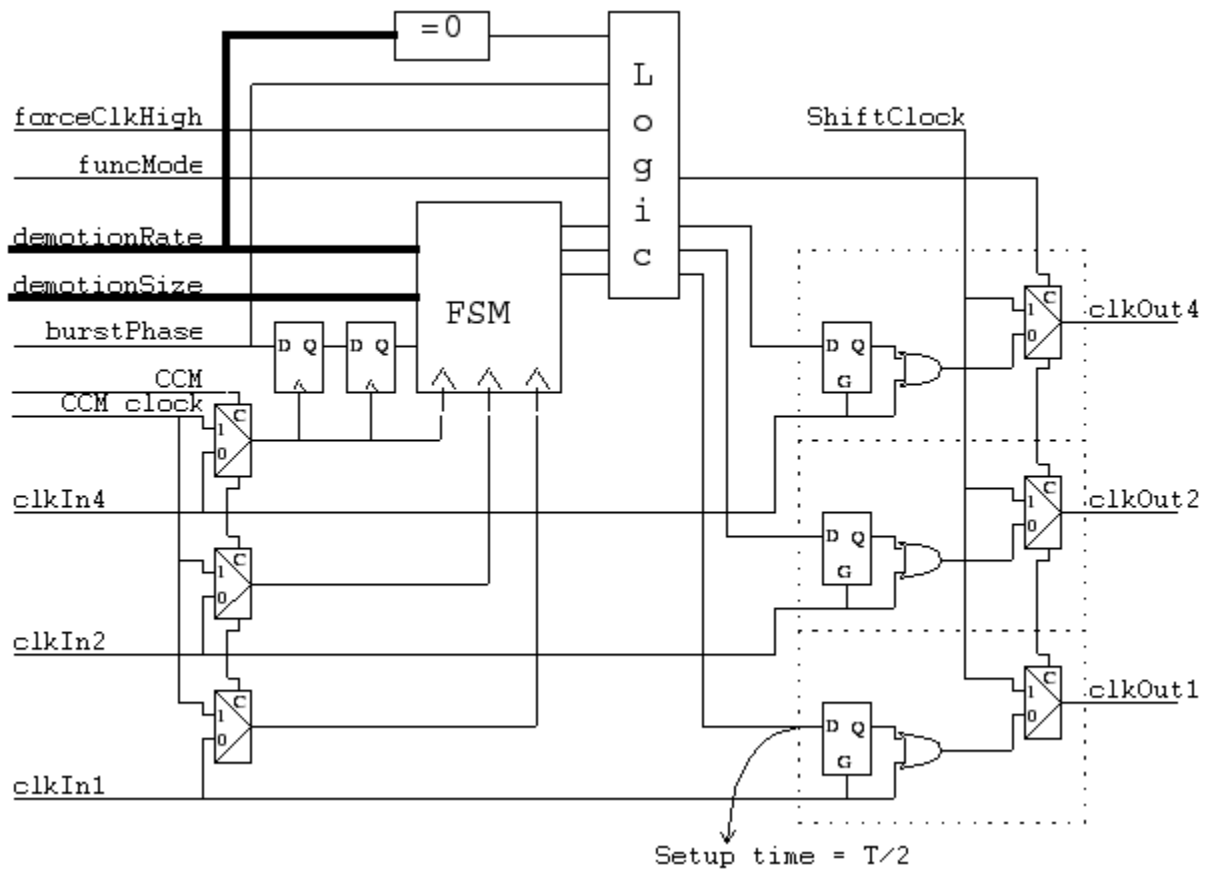 =0
Logic
forceClkHigh
ShiftClock
funcMode
demotionRate
demotionSize
FSM
burstPhase
D Q
D Q
CCM
CCM clock
C
1
0
clkIn4
C
1
0
clkIn2
C
1
0
clkIn1
D Q
G
C
1
0
clkOut4
D Q
G
C
1
0
clkOut2
D Q
G
C
1
0
clkOut1
Setup time = T/2